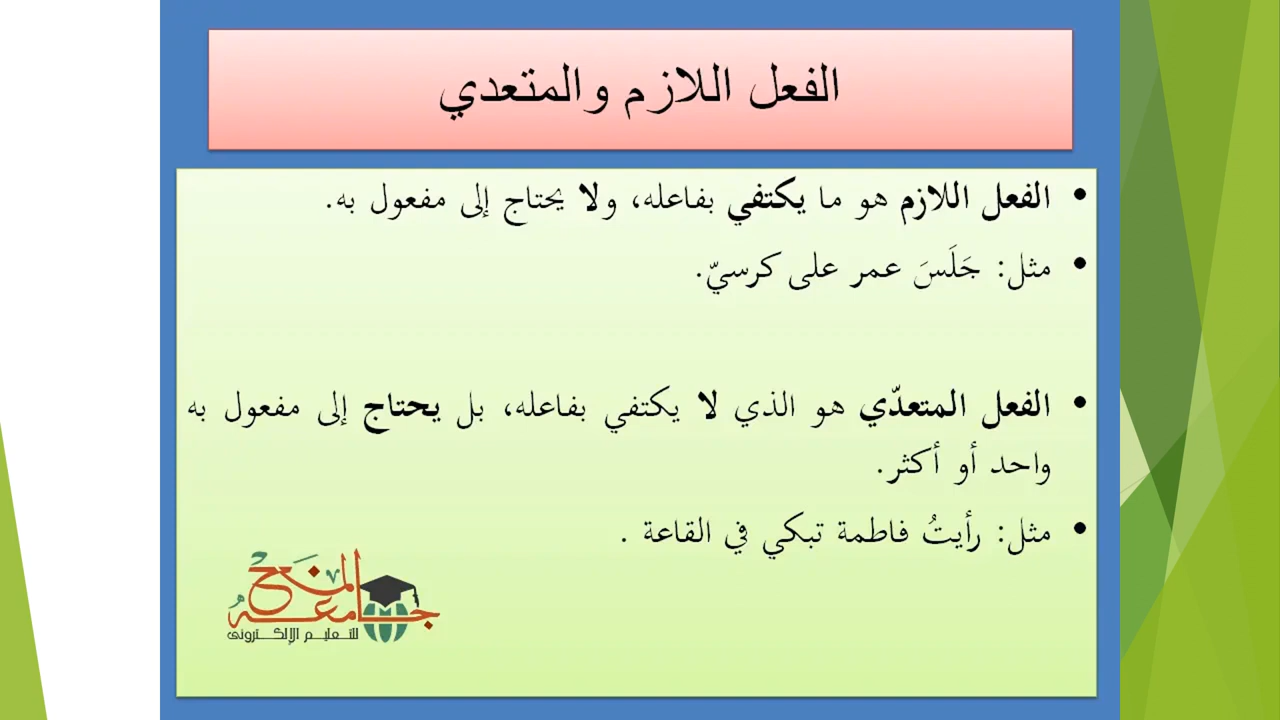 الفعل اللازم والمتعدي
• الفعل اللازم هو ما يكتفي بفاعله، ولا يحتاج إلى مفعول به.
• مثل: جَلَسَ عمر على كرسيّ.
• الفعل المتعدّي هو الذي لا يكتفي بفاعله، بل يحتاج إلى مفعول به
واحد أو أكثر.
• مثل: رأيتُ فاطمة تبكي في القاعة .
جامعة المنح
للتعليم الإلكتروني